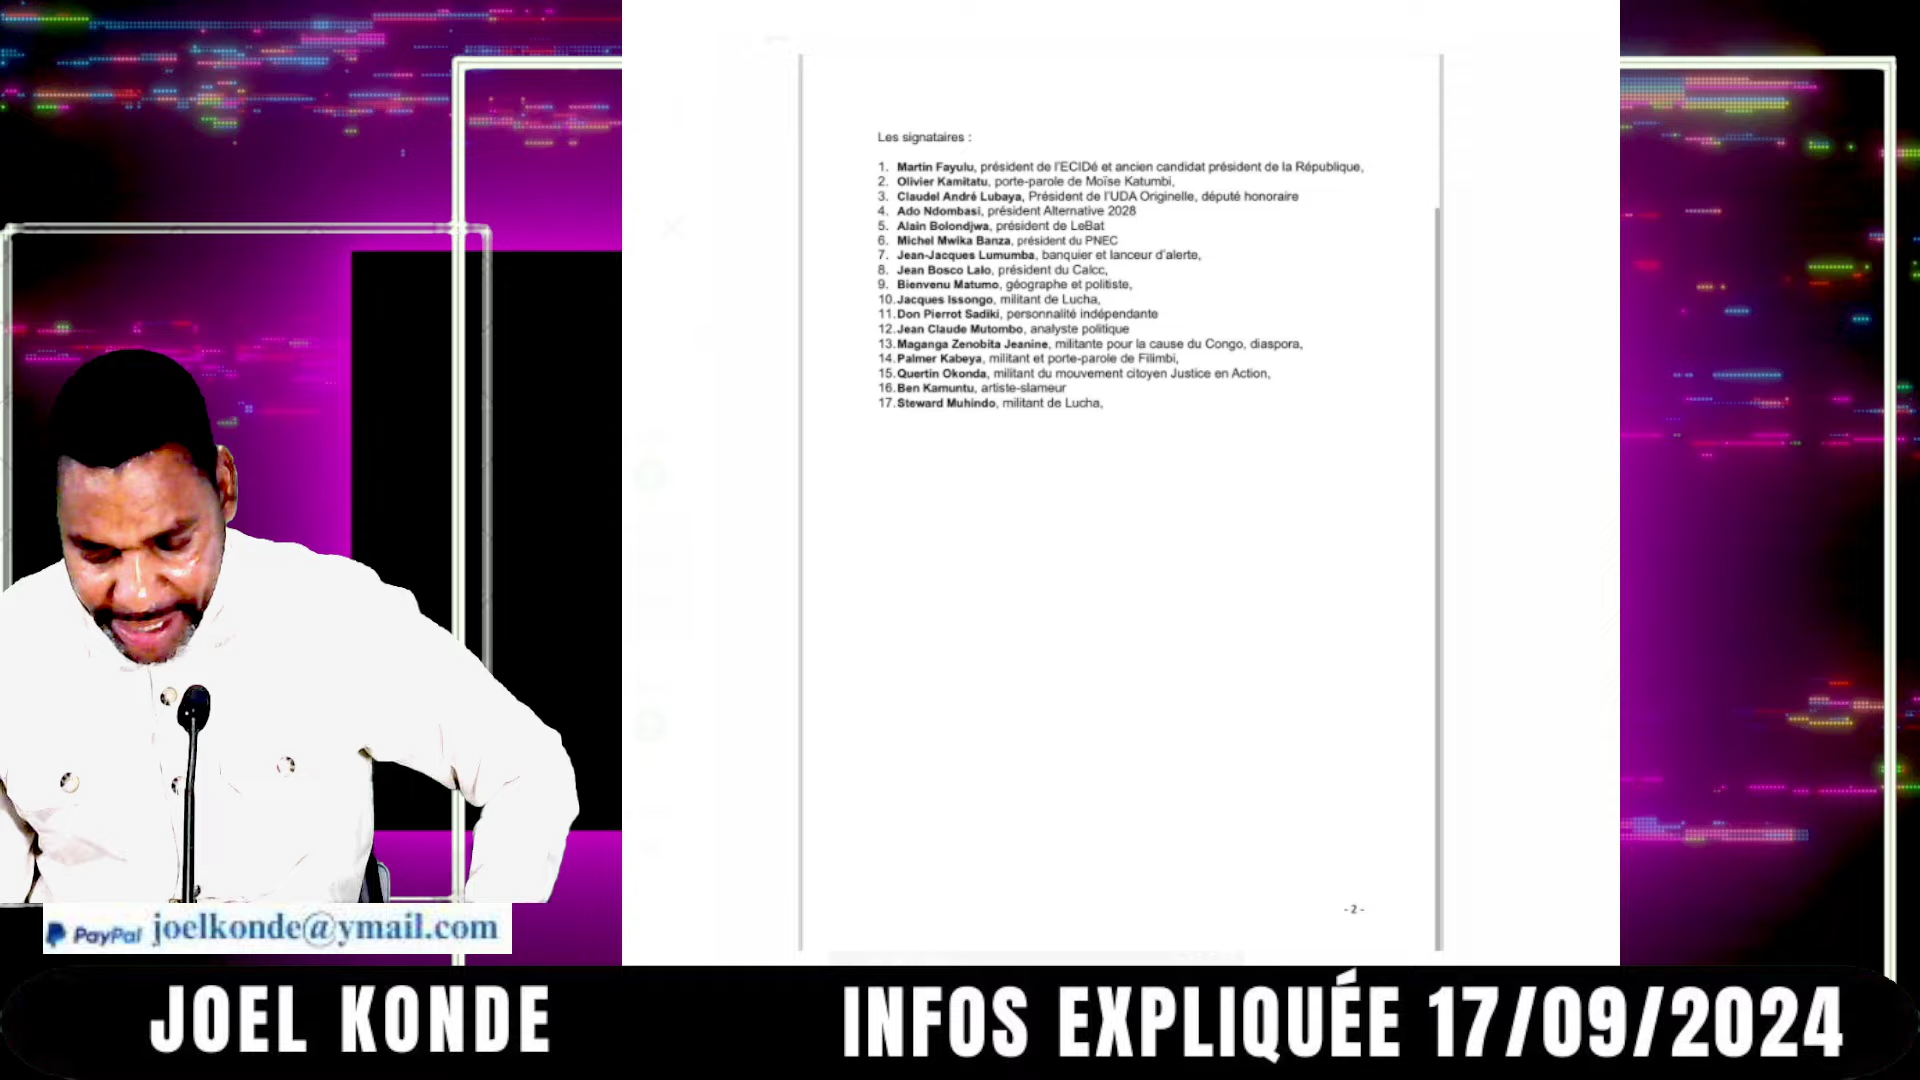 Les signataires :
1. Martin Fayulu, président de l'ECIDé et ancien candidat président de la République,
2. Olivier Kamitatu, porte-parole de Moïse Katumbi,
3. Claudel André Lubaya, Président de l'UDA Originelle, député honoraire
4. Ado Ndombasi, président Alternative 2028
5. Alain Bolondjwa, président de LeBat
6. Michel Mwika Banza, président du PNEC
7. Jean-Jacques Lumumba, banquier et lanceur d'alerte,
8. Jean Bosco Lalo, président du Calcc,
9. Bienvenu Matumo, géographe et politiste,
10. Jacques Issongo, militant de Lucha,
11. Don Pierrot Sadiki, personnalité indépendante
12. Jean Claude Mutombo, analyste politique
13. Maganga Zenobita Jeanine, militante pour la cause du Congo, diaspora,
14. Palmer Kabeya, militant et porte-parole de Filimbi,
15. Quertin Okonda, militant du mouvement citoyen Justice en Action,
16. Ben Kamuntu, artiste-slameur
17. Steward Muhindo, militant de Lucha,
- 2 -
PayPal joelkonde@ymail.com
JOEL KONDE
INFOS EXPLIQUÉE 17/09/2024